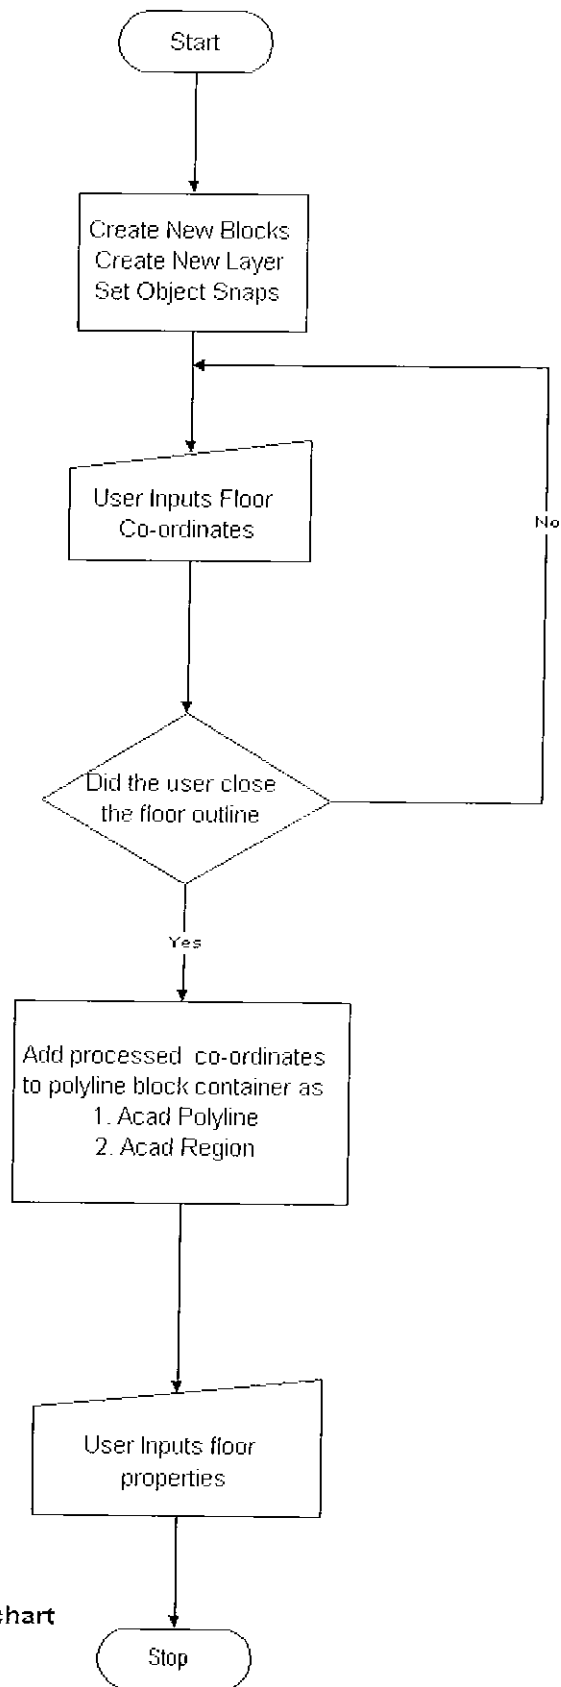 Start
Create New Blocks
Create New Layer
Set Object Snaps
User Inputs Floor
Co-ordinates
No
Did the user close
the floor outline
Yes
Add processed co-ordinates
to polyline block container as
1. Acad Polyline
2. Acad Region
User Inputs floor
properties
chart
Stop